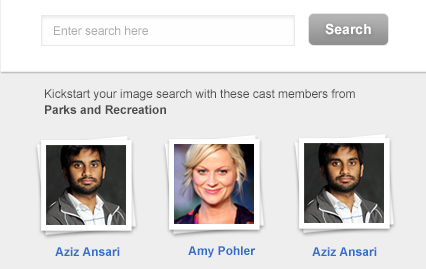 Enter search here
Search
Kickstart your image search with these cast members from
Parks and Recreation
Aziz Ansari
Amy Pohler
Aziz Ansari